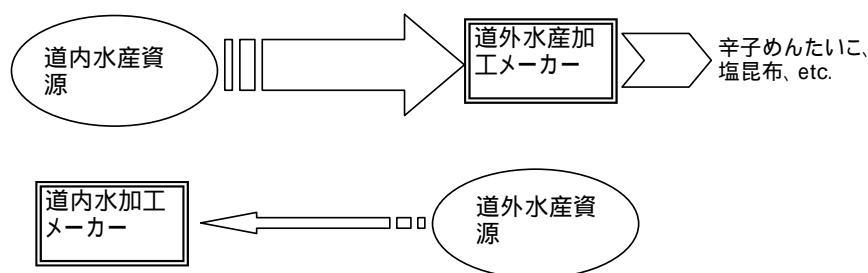 道内水産資
源
道外水産加
工メーカー
辛子めんたいこ、
塩昆布、etc.
道内水加工
メーカー
道外水産資
源